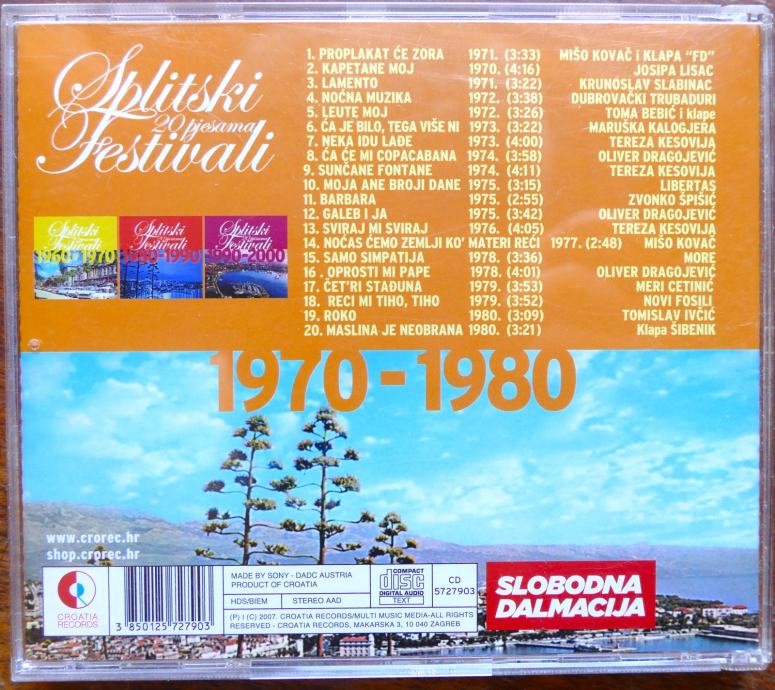 Splitski
20 pjesama
Festivali
1. PROPLAKAT ĆE ZORA 1971. (3:33) MIŠO KOVAČ i KLAPA "FD"
2. KAPETANE MOJ 1970. (4:16) JOSIPA LISAC
3. LAMENTO 1971. (3:22) KRUNOSLAV SLABINAC
4. NOĆNA MUZIKA 1972. (3:38) DUBROVAČKI TRUBADURI
5. LEUTE MOJ 1972. (3:26) TOMA BEBIĆ i klape
6. ĆA JE BILO, TEGA VIŠE NI 1973. (3:22) MARUŠKA KALOGJERA
7. NEKA IDU LAĐE 1973. (4:00) TEREZA KESOVIJA
8. ĆA ĆE MI COPACABANA 1974. (3:58) OLIVER DRAGOJEVIĆ
9. SUNČANE FONTANE 1974. (4:11) TEREZA KESOVIJA
10. MOJA ANE BROJI DANE 1975. (3:15) LIBERTAS
11. BARBARA 1975. (2:55) ZVONKO ŠPIŠIĆ
12. GALEB I JA 1975. (3:42) OLIVER DRAGOJEVIĆ
13. SVIRAJ MI SVIRAJ 1976. (4:05) TEREZA KESOVIJA
14. NOĆAS ĆEMO ZEMLJI KO' MATERI REĆI 1977. (2:48) MIŠO KOVAČ
15. SAMO SIMPATIJA 1978. (3:36) MORE
16 . OPROSTI MI PAPE 1978. (4:01) OLIVER DRAGOJEVIĆ
17. ČET'RI STAĐUNA 1979. (3:53) MERI CETINIĆ
18. RECI MI TIHO, TIHO 1979. (3:52) NOVI FOSILI
19. ROKO 1980. (3:09) TOMISLAV IVČIĆ
20. MASLINA JE NEOBRANA 1980. (3:21) Klapa ŠIBENIK
Splitski
Festivali
1960-1970
Splitski
Festivali
1980-1990
Splitski
Festivali
1990-2000
1970-1980
www.crorec.hr
shop.crorec.hr
CROATIA
RECORDS
3 850125 727903
MADE BY SONY - DADC AUSTRIA
PRODUCT OF CROATIA
HDS/BIEM STEREO AAD
COMPACT
disc
DIGITAL AUDIO
TEXT
CD
5727903
(P) I (C) 2007. CROATIA RECORDS/MULTI MUSIC MEDIA-ALL RIGHTS
RESERVED - CROATIA RECORDS, MAKARSKA 3, 10 040 ZAGREB
SLOBODNA
DALMACIJA